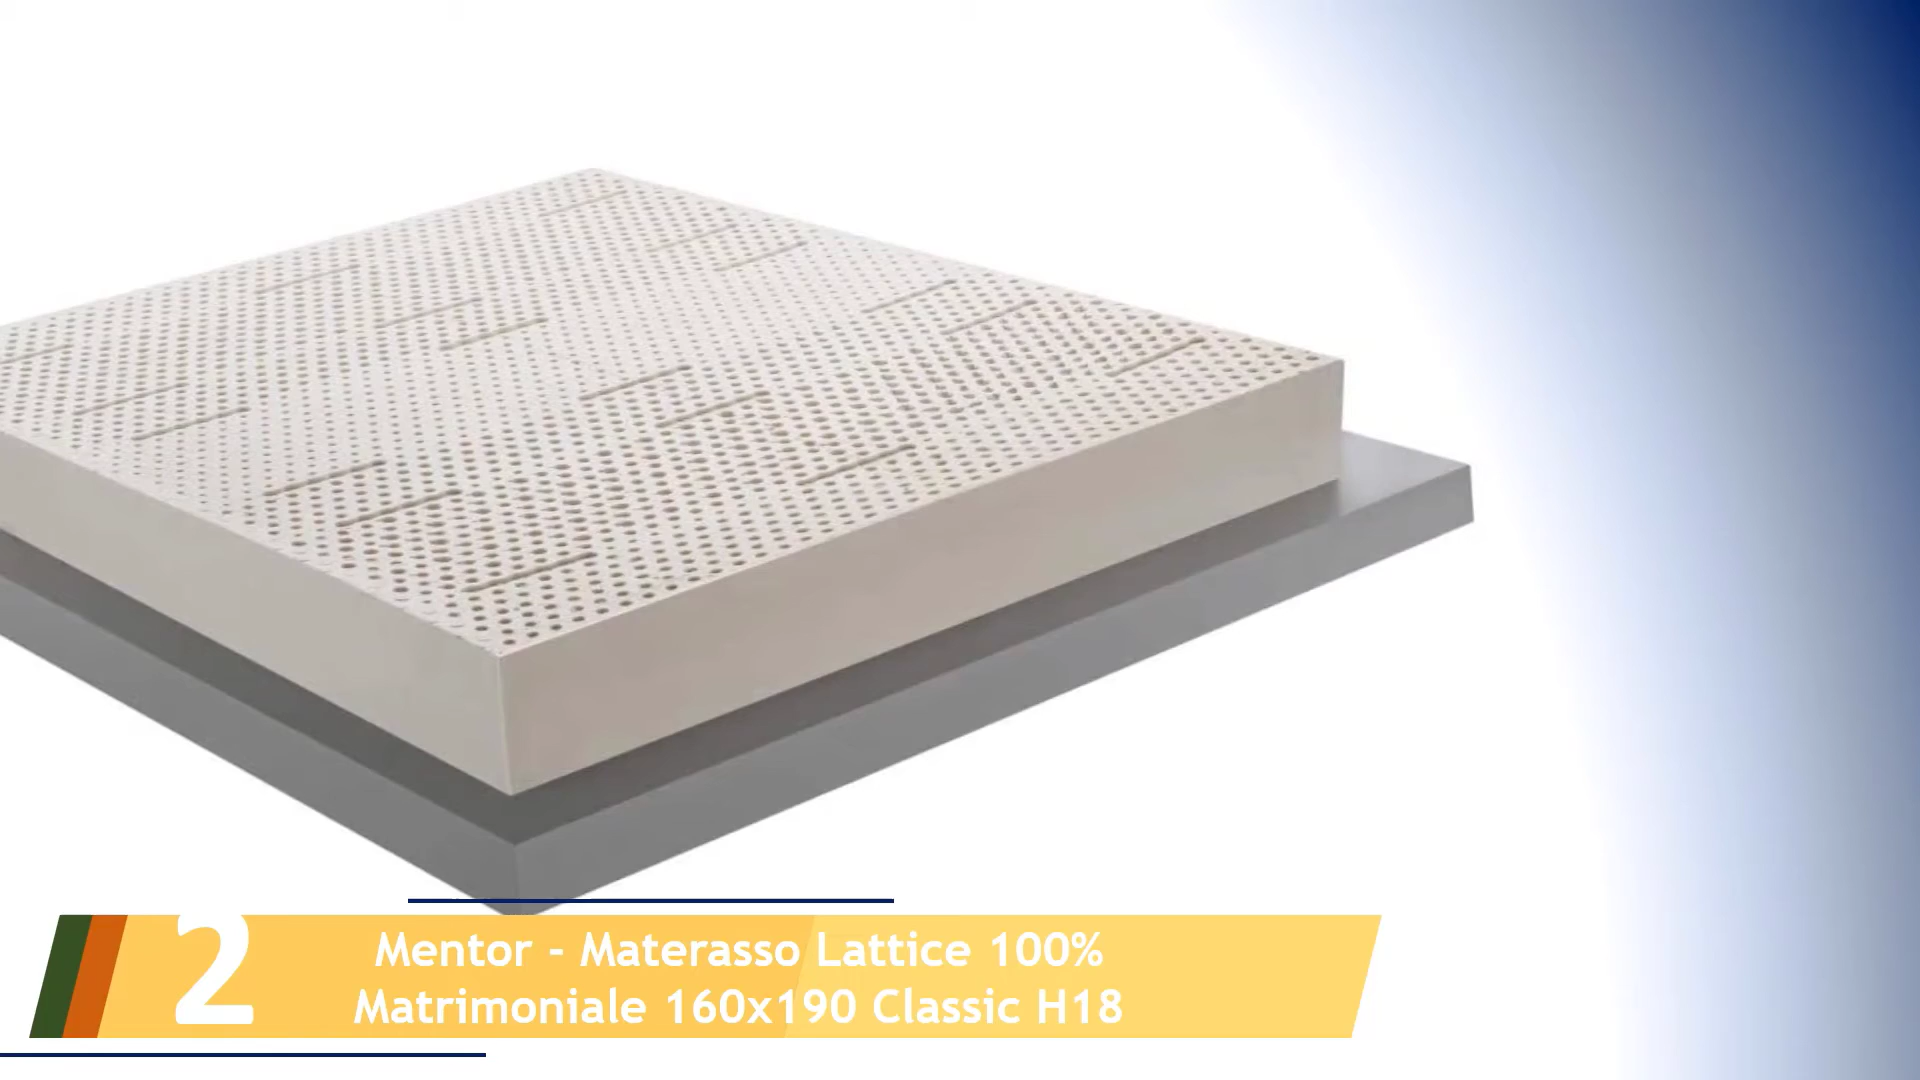 2
Mentor - Materasso Lattice 100%
Matrimoniale 160x190 Classic H18